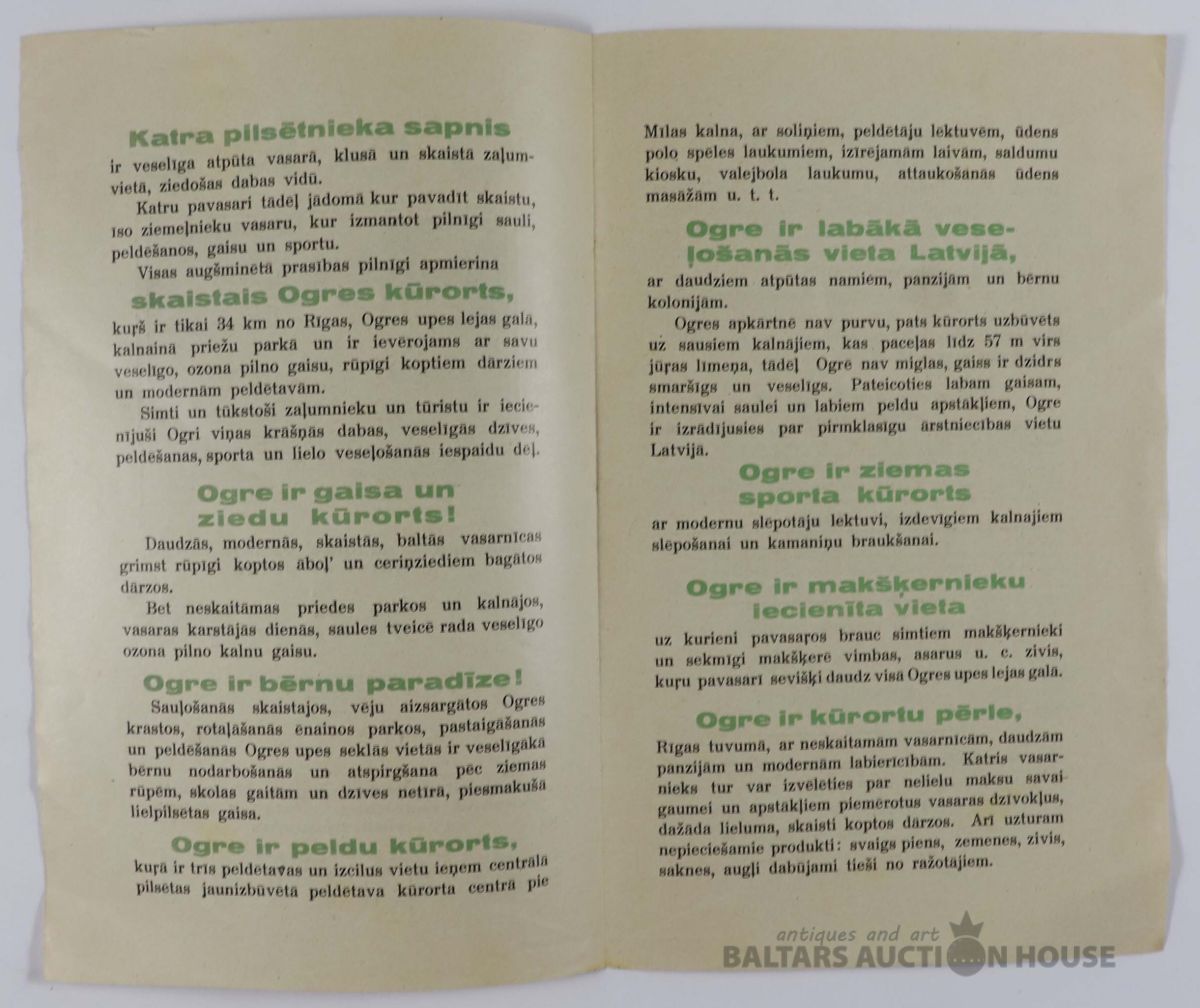 Katra pilsētnieka sapnis
ir veselīga atpūta vasarā, klusā un skaistā zaļum-
vietā, ziedošas dabas vidū.
Katru pavasari tādēļ jādomā kur pavadīt skaistu,
īso ziemeļnieku vasaru, kur izmantot pilnīgi sauli,
peldēšanos, gaisu un sportu.
Visas augšminētā prasības pilnīgi apmierina
skaistais Ogres kūrorts,
kuŗš ir tikai 34 km no Rīgas, Ogres upes lejas galā,
kalnainā priežu parkā un ir ievērojams ar savu
veselīgo, ozona pilno gaisu, rūpīgi koptiem dārziem
un modernām peldētavām.
Simti un tūkstoši zaļumnieku un tūristu ir iecie-
nījuši Ogri viņas krāšņās dabas, veselīgās dzīves,
peldēšanās, sporta un lielo veseļošanās iespaidu dēļ.
Ogre ir gaisa un
ziedu kūrorts!
Daudzās, modernās, skaistās, baltās vasarnīcas
grimst rūpīgi koptos ābol' un ceriņziediem bagātos
dārzos.
Bet neskaitāmas priedes parkos un kalnājos,
vasaras karstājās dienās, saules tveicē rada veselīgo
ozona pilno kalnu gaisu.
Ogre ir bērnu paradīze!
Sauļošanās skaistajos, vēju aizsargātos Ogres
krastos, rotaļāšanās ēnainos parkos, pastaigāšanās
un peldēšanās Ogres upes seklās vietās ir veselīgākā
bērnu nodarbošanās un atspirgšana pēc ziemas
rūpēm, skolas gaitām un dzīves netīrā, piesmakušā
lielpilsētas gaisa.
Ogre ir peldu kūrorts,
kuŗā ir trīs peldētavas un izcilus vietu ieņem centrālā
pilsētas jaunizbūvētā peldētava kūrorta centrā pie
Mīlas kalna, ar soliņiem, peldētāju lektuvēm, ūdens
polo spēles laukumiem, izīrējamām laivām, saldumu
kiosku, valejbola laukumu, attaukošanās ūdens
masāžām u. t. t.
Ogre ir labākā vese-
ļošanās vieta Latvijā,
ar daudziem atpūtas namiem, panzijām un bērnu
kolonijām.
Ogres apkārtnē nav purvu, pats kūrorts uzbūvēts
uz sausiem kalnājiem, kas paceļas līdz 57 m virs
jūras līmeņa, tādēļ Ogrē nav miglas, gaiss ir dzidrs
smaršīgs un veselīgs. Pateicoties labam gaisam,
intensīvai saulei un labiem peldu apstākļiem, Ogre
ir izrādījusies par pirmklasīgu ārstniecības vietu
Latvijā.
Ogre ir ziemas
sporta kūrorts
ar modernu slēpotāju lektuvi, izdevīgiem kalnajiem
slēpošanai un kamaniņu braukšanai.
Ogre ir makšķernieku
iecienīta vieta
uz kurieni pavasaŗos brauc simtiem makšķernieki
un sekmīgi makšķerē vimbas, asarus u. c. zivis,
kuŗu pavasarī sevišķi daudz visā Ogres upes lejas galā.
Ogre ir kūrortu pērle,
Rīgas tuvumā, ar neskaitamām vasarnīcām, daudzām
panzijām un modernām labierīcībām. Katris vasar-
nieks tur var izvēlēties par nelielu maksu savai
gaumei un apstākļiem piemērotus vasaras dzīvokļus,
dažāda lieluma, skaisti koptos dārzos. Arī uzturam
nepieciešamie produkti: svaigs piens, zemenes, zivis,
saknes, augļi dabūjami tieši no ražotājiem.
antiques and art
BALTARS AUCTION HOUSE